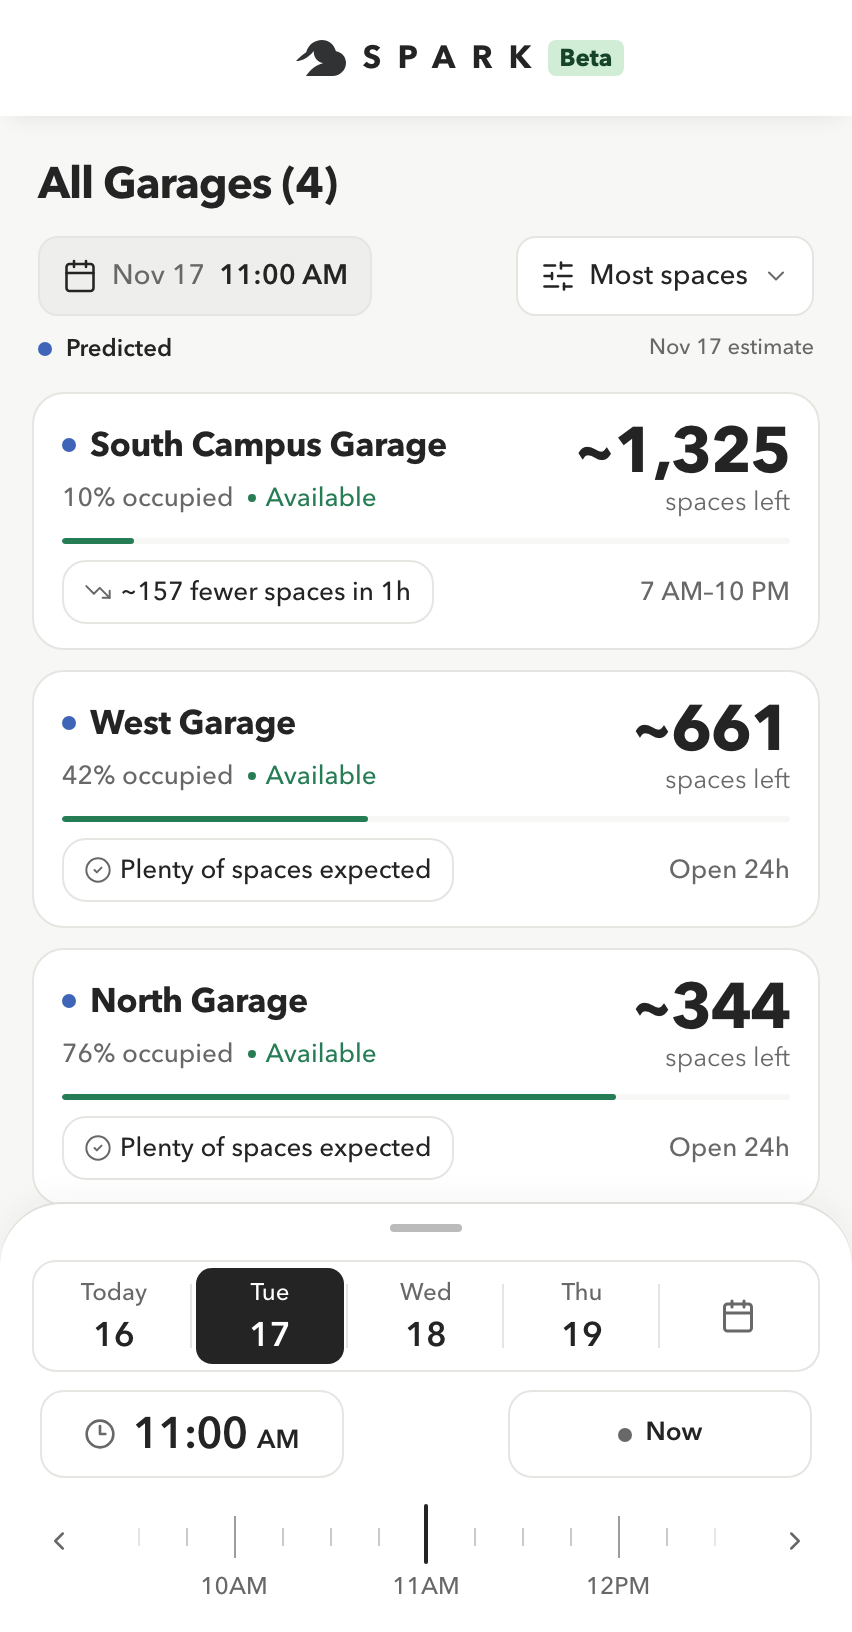 SPARK Beta
All Garages (4)
Nov 17 11:00 AM
Most spaces
Predicted
Nov 17 estimate
South Campus Garage
~1,325
10% occupied • Available
spaces left
~157 fewer spaces in 1h
7 AM–10 PM
West Garage
~661
42% occupied • Available
spaces left
Plenty of spaces expected
Open 24h
North Garage
~344
76% occupied • Available
spaces left
Plenty of spaces expected
Open 24h
Today
16
Tue
17
Wed
18
Thu
19
11:00 AM
Now
10AM
11AM
12PM